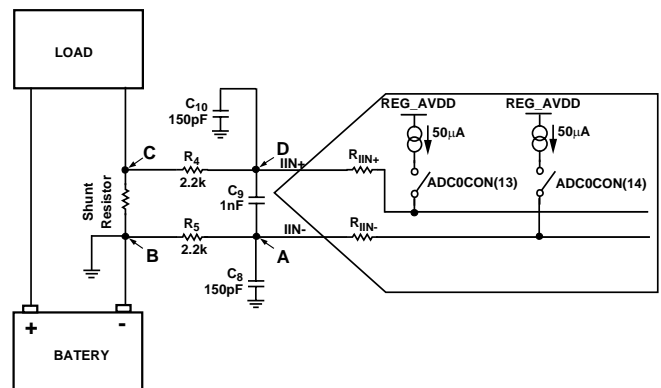 LOAD
C10
150pF
REG_AVDD
REG_AVDD
50µA
50µA
C
R4
2.2k
D
IIN+
RIIN+
ADC0CON(13)
ADC0CON(14)
Shunt
Resistor
C9
1nF
B
R5
2.2k
A
IIN-
RIIN-
C8
150pF
+
-
BATERY